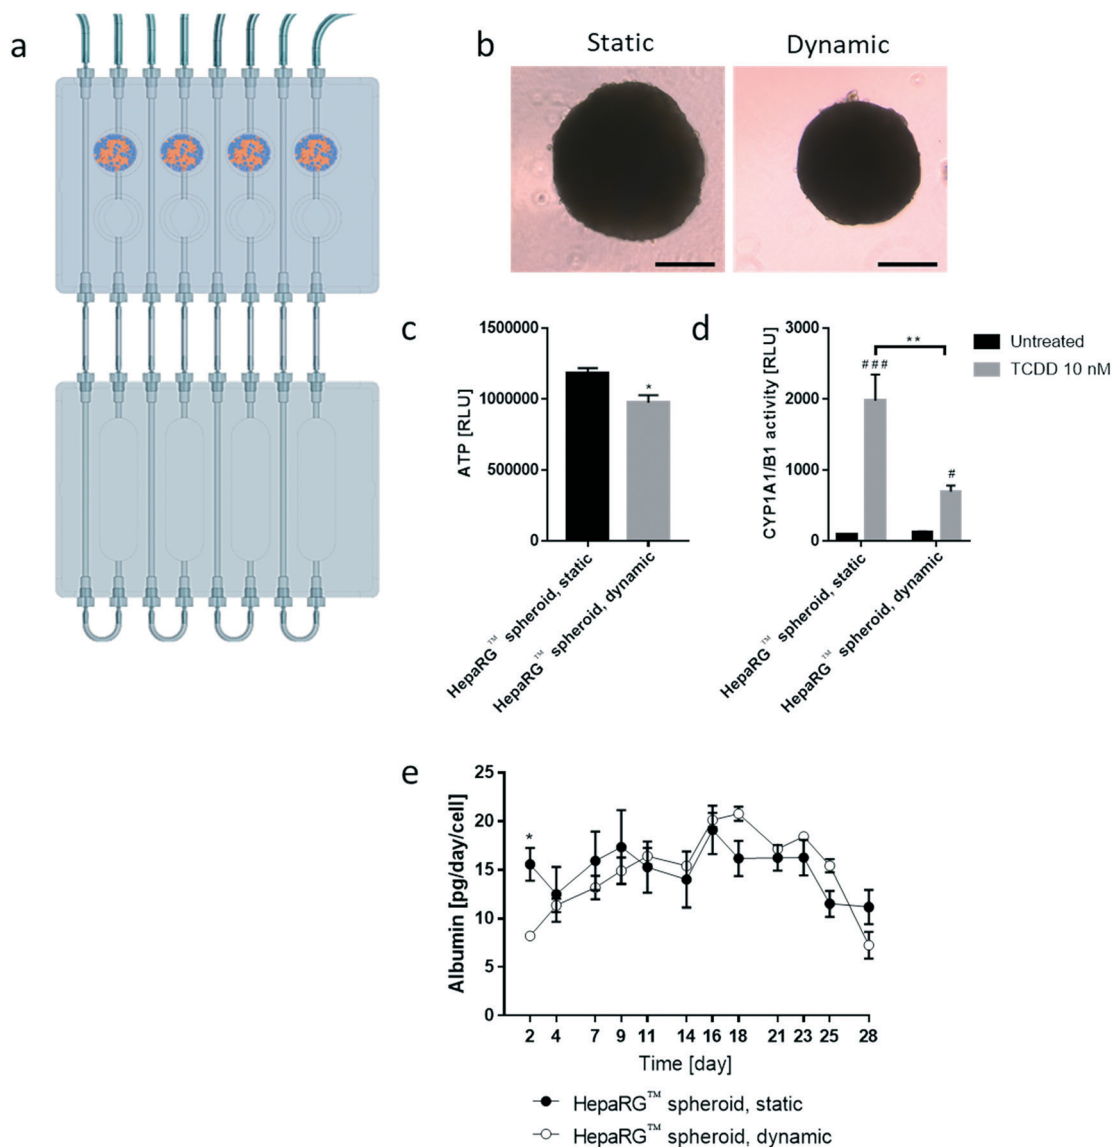 a
b
Static
Dynamic
c
ATP [RLU]
1500000
1000000
500000
0
*
HepaRG™ spheroid, static
HepaRG™ spheroid, dynamic
d
CYP1A1/B1 activity [RLU]
3000
2000
1000
0
###
**
#
Untreated
TCDD 10 nM
HepaRG™ spheroid, static
HepaRG™ spheroid, dynamic
e
Albumin [pg/day/cell]
25
20
15
10
5
0
*
2 4 7 9 11 14 16 18 21 23 25 28
Time [day]
HepaRG™ spheroid, static
HepaRG™ spheroid, dynamic